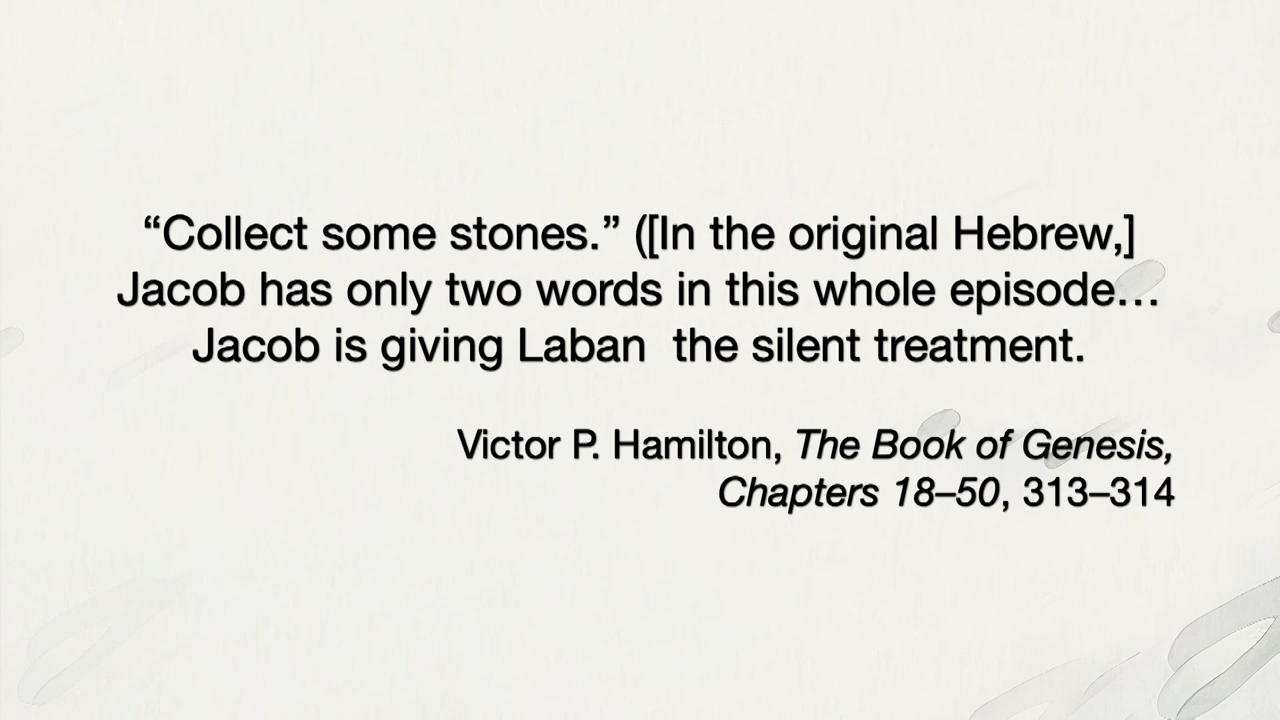 “Collect some stones.” ([In the original Hebrew,]
Jacob has only two words in this whole episode…
Jacob is giving Laban  the silent treatment.
Victor P. Hamilton, The Book of Genesis,
Chapters 18–50, 313–314